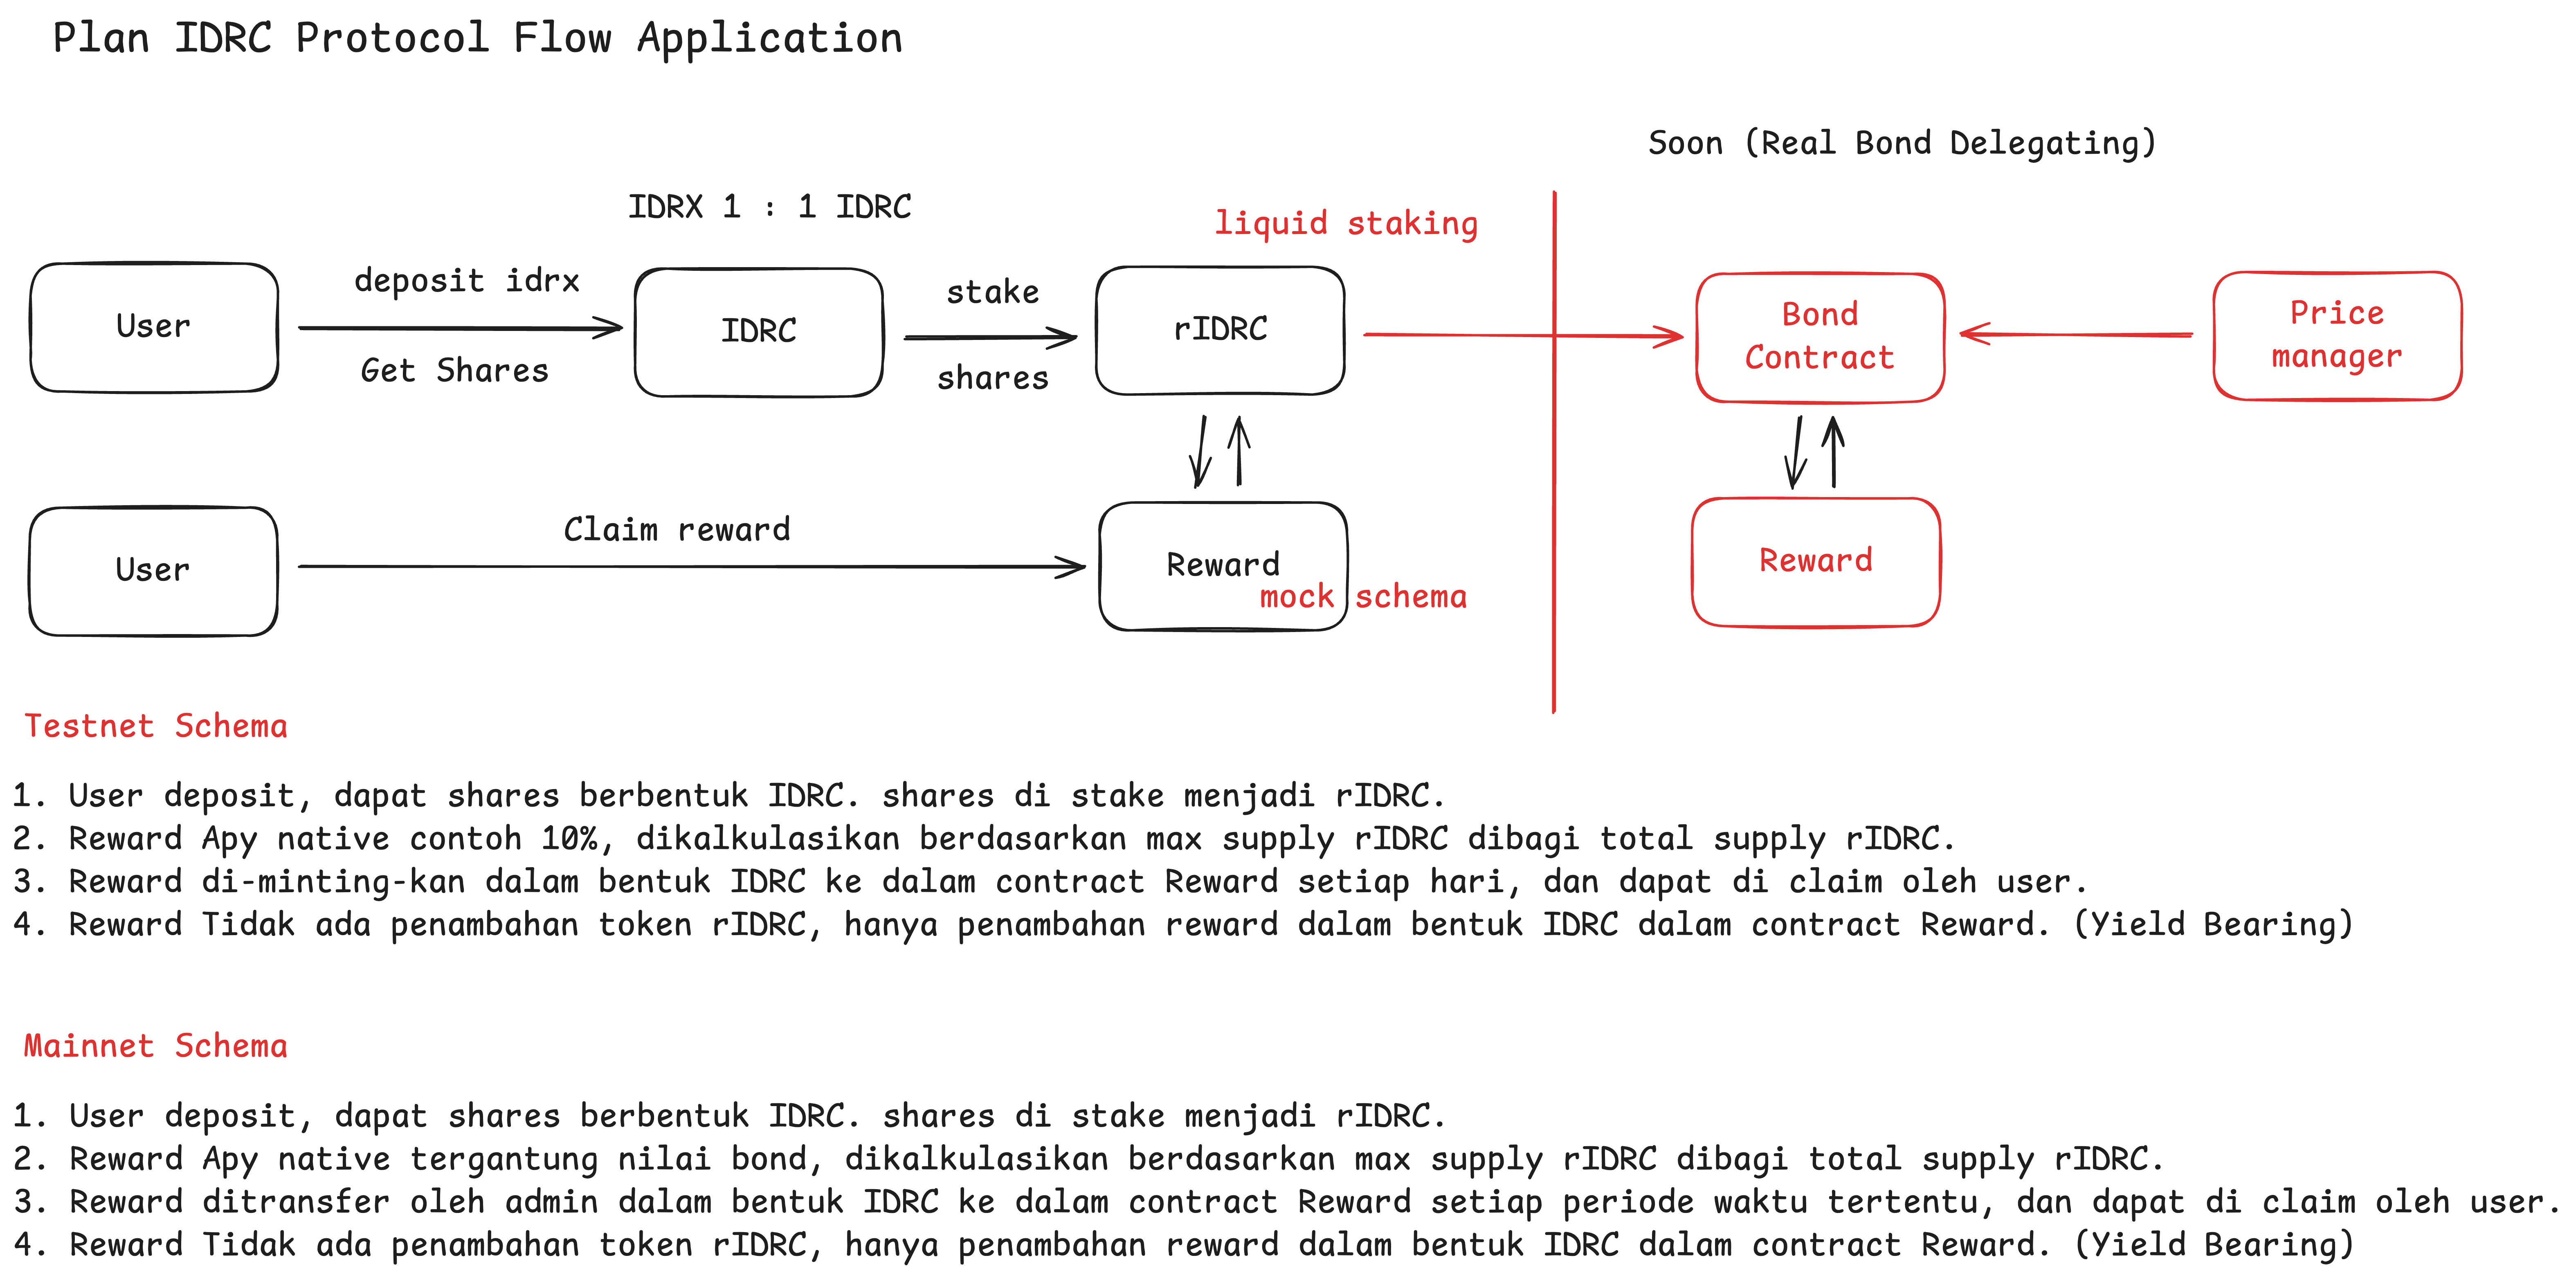 Plan IDRC Protocol Flow Application
Soon (Real Bond Delegating)
IDRX 1 : 1 IDRC
liquid staking
User
deposit idrx
Get Shares
IDRC
stake
shares
rIDRC
Bond
Contract
Price
manager
User
Claim reward
Reward
mock schema
Reward
Testnet Schema
1. User deposit, dapat shares berbentuk IDRC. shares di stake menjadi rIDRC.
2. Reward Apy native contoh 10%, dikalkulasikan berdasarkan max supply rIDRC dibagi total supply rIDRC.
3. Reward di-minting-kan dalam bentuk IDRC ke dalam contract Reward setiap hari, dan dapat di claim oleh user.
4. Reward Tidak ada penambahan token rIDRC, hanya penambahan reward dalam bentuk IDRC dalam contract Reward. (Yield Bearing)
Mainnet Schema
1. User deposit, dapat shares berbentuk IDRC. shares di stake menjadi rIDRC.
2. Reward Apy native tergantung nilai bond, dikalkulasikan berdasarkan max supply rIDRC dibagi total supply rIDRC.
3. Reward ditransfer oleh admin dalam bentuk IDRC ke dalam contract Reward setiap periode waktu tertentu, dan dapat di claim oleh user.
4. Reward Tidak ada penambahan token rIDRC, hanya penambahan reward dalam bentuk IDRC dalam contract Reward. (Yield Bearing)